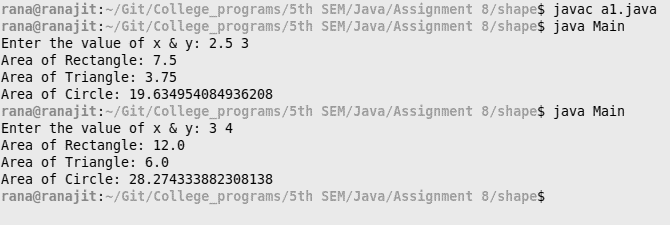 rana@ranajit:~/Git/College_programs/5th SEM/Java/Assignment 8/shape$ javac a1.java
rana@ranajit:~/Git/College_programs/5th SEM/Java/Assignment 8/shape$ java Main
Enter the value of x & y: 2.5 3
Area of Rectangle: 7.5
Area of Triangle: 3.75
Area of Circle: 19.634954084936208
rana@ranajit:~/Git/College_programs/5th SEM/Java/Assignment 8/shape$ java Main
Enter the value of x & y: 3 4
Area of Rectangle: 12.0
Area of Triangle: 6.0
Area of Circle: 28.274333882308138
rana@ranajit:~/Git/College_programs/5th SEM/Java/Assignment 8/shape$